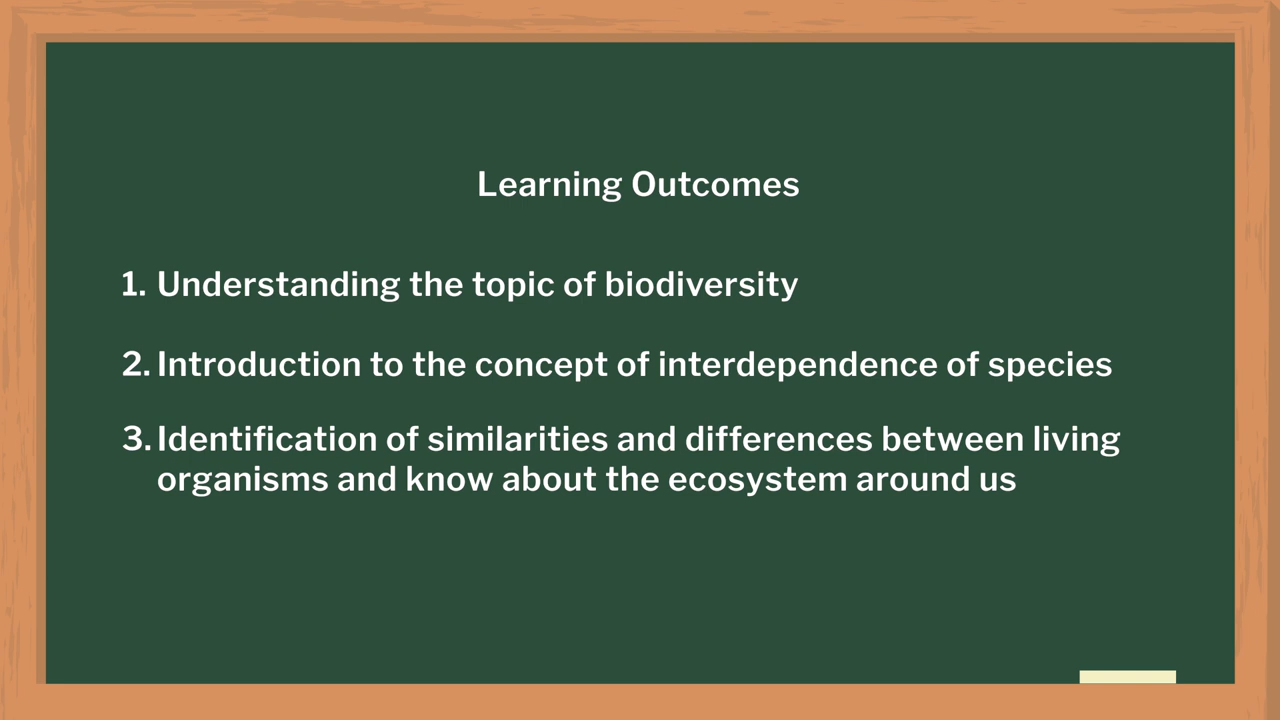 Learning Outcomes
1. Understanding the topic of biodiversity
2. Introduction to the concept of interdependence of species
3. Identification of similarities and differences between living
organisms and know about the ecosystem around us